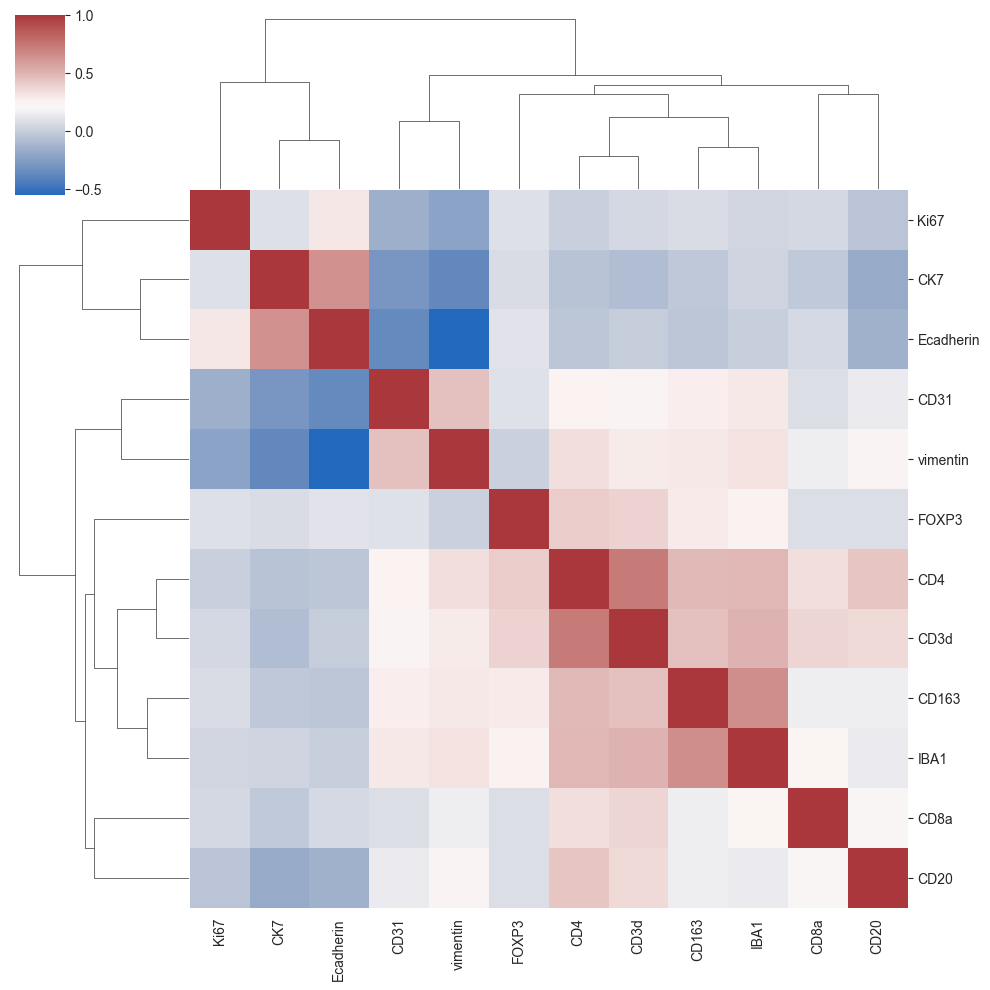 1.0
0.5
0.0
−0.5
Ki67
CK7
Ecadherin
CD31
vimentin
FOXP3
CD4
CD3d
CD163
IBA1
CD8a
CD20
Ki67
CK7
Ecadherin
CD31
vimentin
FOXP3
CD4
CD3d
CD163
IBA1
CD8a
CD20